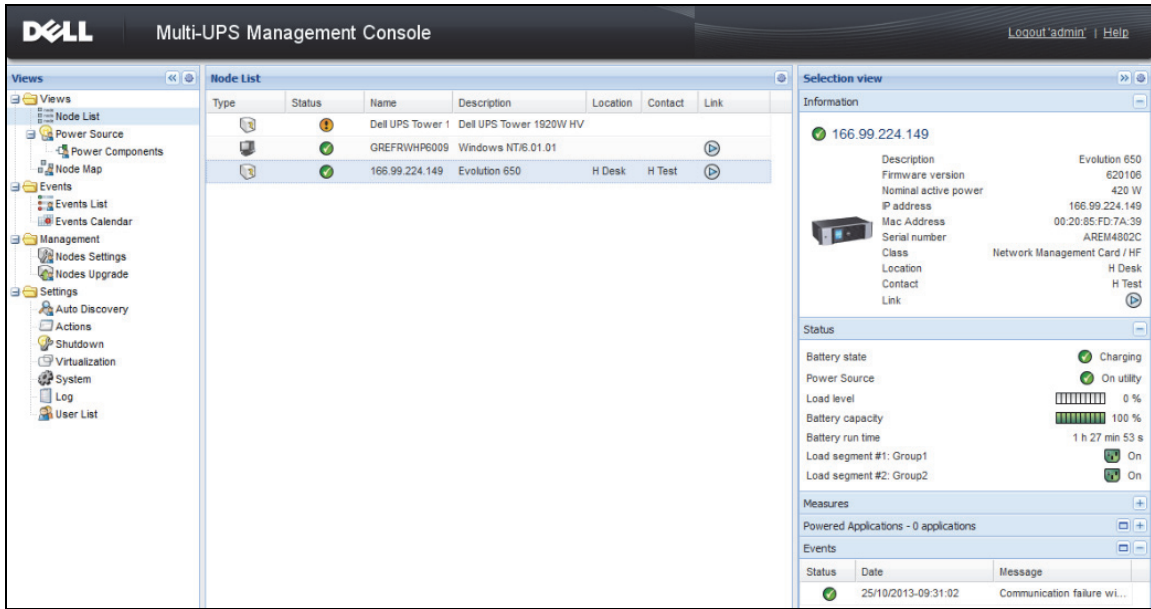 DELL
Multi-UPS Management Console
Logout 'admin' | Help
Views
Views
Node List
Power Source
Power Components
Node Map
Events
Events List
Events Calendar
Management
Nodes Settings
Nodes Upgrade
Settings
Auto Discovery
Actions
Shutdown
Virtualization
System
Log
User List
Node List
Type Status Name Description Location Contact Link
Dell UPS Tower 1 Dell UPS Tower 1920W HV
GREFRWHP6009 Windows NT/6.01.01
166.99.224.149 Evolution 650 H Desk H Test
Selection view
Information
166.99.224.149
Description Evolution 650
Firmware version 620106
Nominal active power 420 W
IP address 166.99.224.149
Mac Address 00:20:85:FD:7A:39
Serial number AREM4802C
Class Network Management Card / HF
Location H Desk
Contact H Test
Link
Status
Battery state Charging
Power Source On utility
Load level 0 %
Battery capacity 100 %
Battery run time 1 h 27 min 53 s
Load segment #1: Group1 On
Load segment #2: Group2 On
Measures
Powered Applications - 0 applications
Events
Status Date Message
25/10/2013-09:31:02 Communication failure wi...